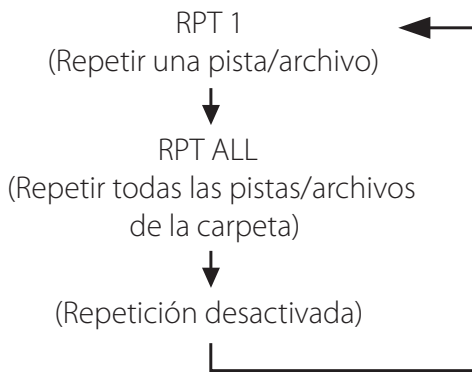 RPT 1
(Repetir una pista/archivo)
RPT ALL
(Repetir todas las pistas/archivos
de la carpeta)
(Repetición desactivada)